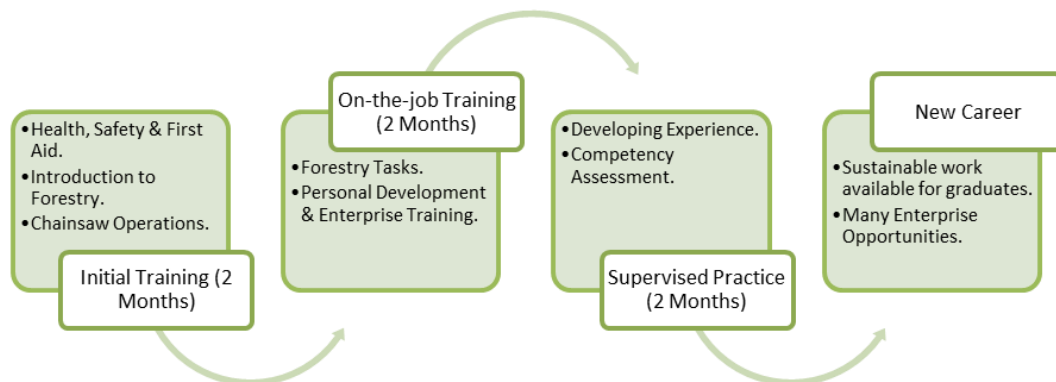 •Health, Safety & First
Aid.
•Introduction to
Forestry.
•Chainsaw Operations.
Initial Training (2
Months)
On-the-job Training
(2 Months)
•Forestry Tasks.
•Personal Development
& Enterprise Training.
•Developing Experience.
•Competency
Assessment.
Supervised Practice
(2 Months)
New Career
•Sustainable work
available for graduates.
•Many Enterprise
Opportunities.